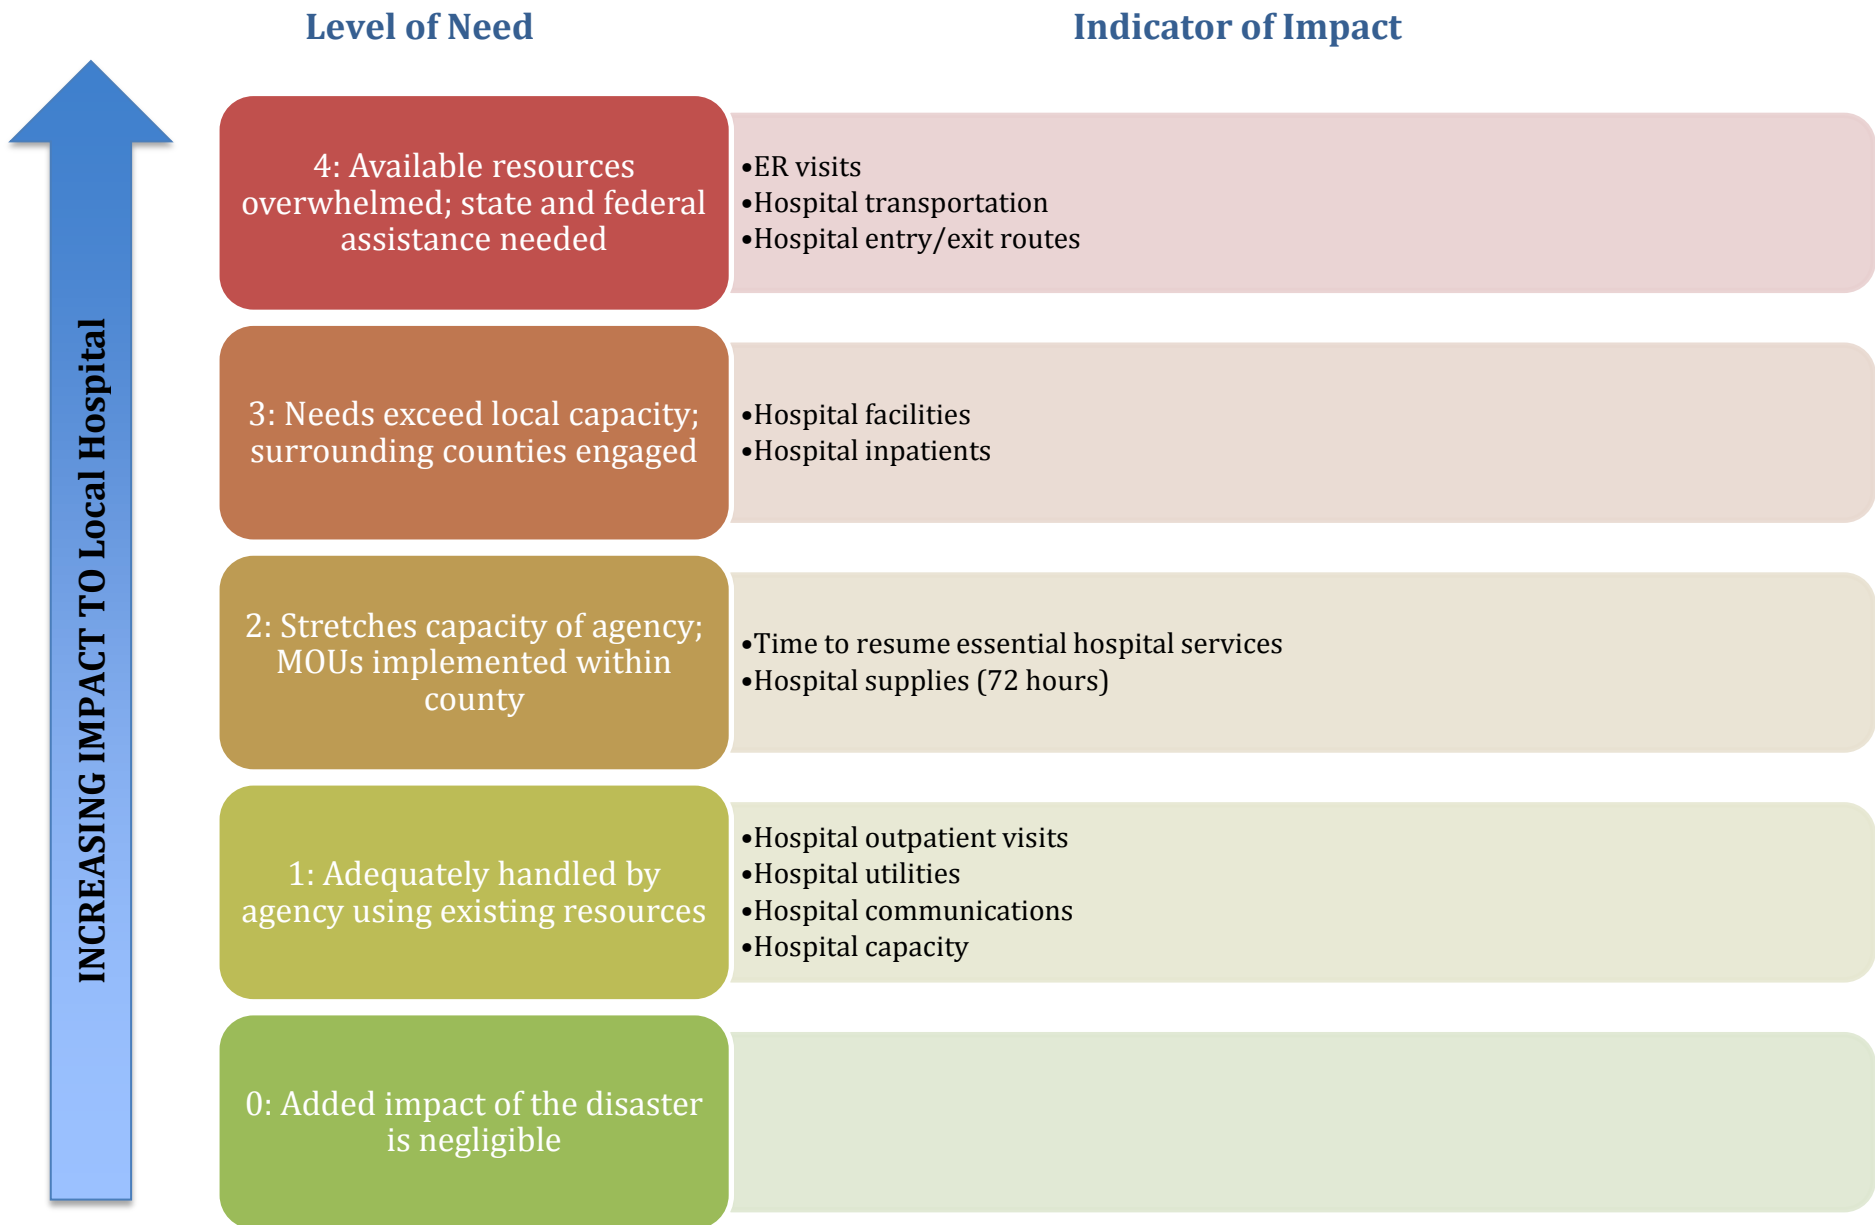 Level of Need
Indicator of Impact
INCREASING IMPACT TO Local Hospital
4: Available resources
overwhelmed; state and federal
assistance needed
•ER visits
•Hospital transportation
•Hospital entry/exit routes
3: Needs exceed local capacity;
surrounding counties engaged
•Hospital facilities
•Hospital inpatients
2: Stretches capacity of agency;
MOUs implemented within
county
•Time to resume essential hospital services
•Hospital supplies (72 hours)
1: Adequately handled by
agency using existing resources
•Hospital outpatient visits
•Hospital utilities
•Hospital communications
•Hospital capacity
0: Added impact of the disaster
is negligible